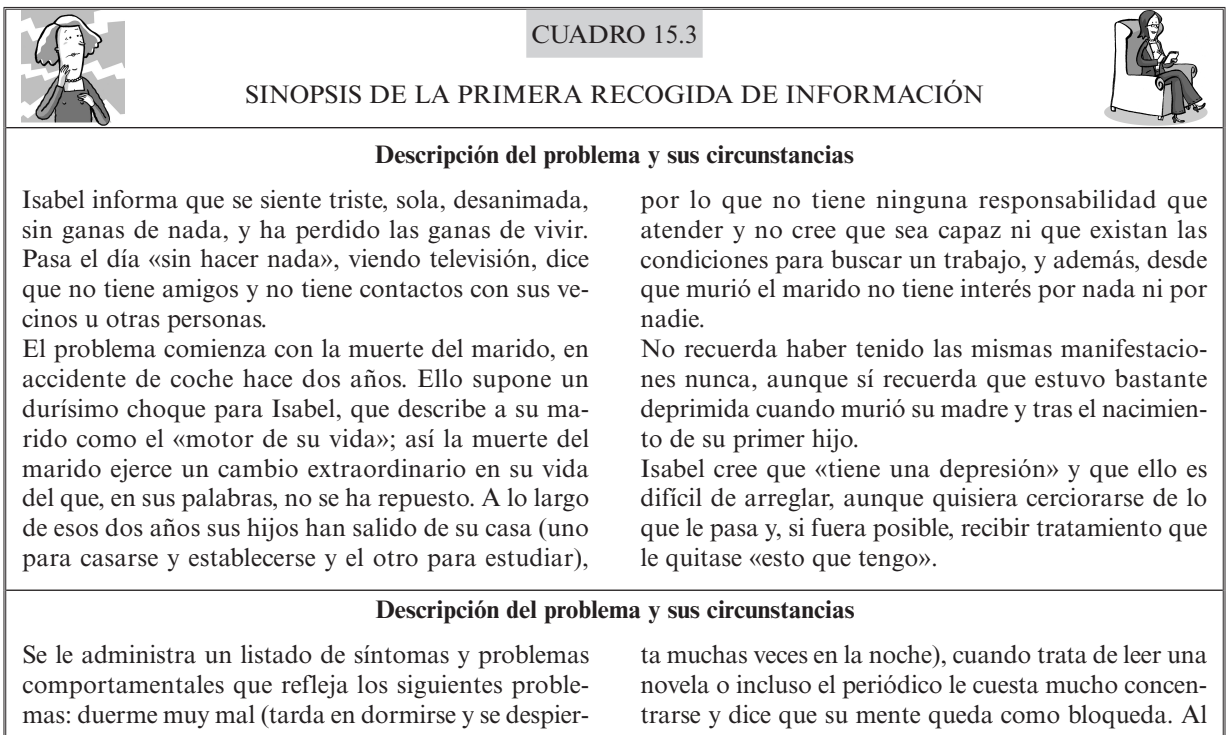 CUADRO 15.3
SINOPSIS DE LA PRIMERA RECOGIDA DE INFORMACIÓN
Descripción del problema y sus circunstancias
Isabel informa que se siente triste, sola, desanimada,
sin ganas de nada, y ha perdido las ganas de vivir.
Pasa el día «sin hacer nada», viendo televisión, dice
que no tiene amigos y no tiene contactos con sus ve-
cinos u otras personas.
El problema comienza con la muerte del marido, en
accidente de coche hace dos años. Ello supone un
durísimo choque para Isabel, que describe a su ma-
rido como el «motor de su vida»; así la muerte del
marido ejerce un cambio extraordinario en su vida
del que, en sus palabras, no se ha repuesto. A lo largo
de esos dos años sus hijos han salido de su casa (uno
para casarse y establecerse y el otro para estudiar),
por lo que no tiene ninguna responsabilidad que
atender y no cree que sea capaz ni que existan las
condiciones para buscar un trabajo, y además, desde
que murió el marido no tiene interés por nada ni por
nadie.
No recuerda haber tenido las mismas manifestacio-
nes nunca, aunque sí recuerda que estuvo bastante
deprimida cuando murió su madre y tras el nacimien-
to de su primer hijo.
Isabel cree que «tiene una depresión» y que ello es
difícil de arreglar, aunque quisiera cerciorarse de lo
que le pasa y, si fuera posible, recibir tratamiento que
le quitase «esto que tengo».
Descripción del problema y sus circunstancias
Se le administra un listado de síntomas y problemas
comportamentales que refleja los siguientes proble-
mas: duerme muy mal (tarda en dormirse y se despier-
ta muchas veces en la noche), cuando trata de leer una
novela o incluso el periódico le cuesta mucho concen-
trarse y dice que su mente queda como bloqueda. Al